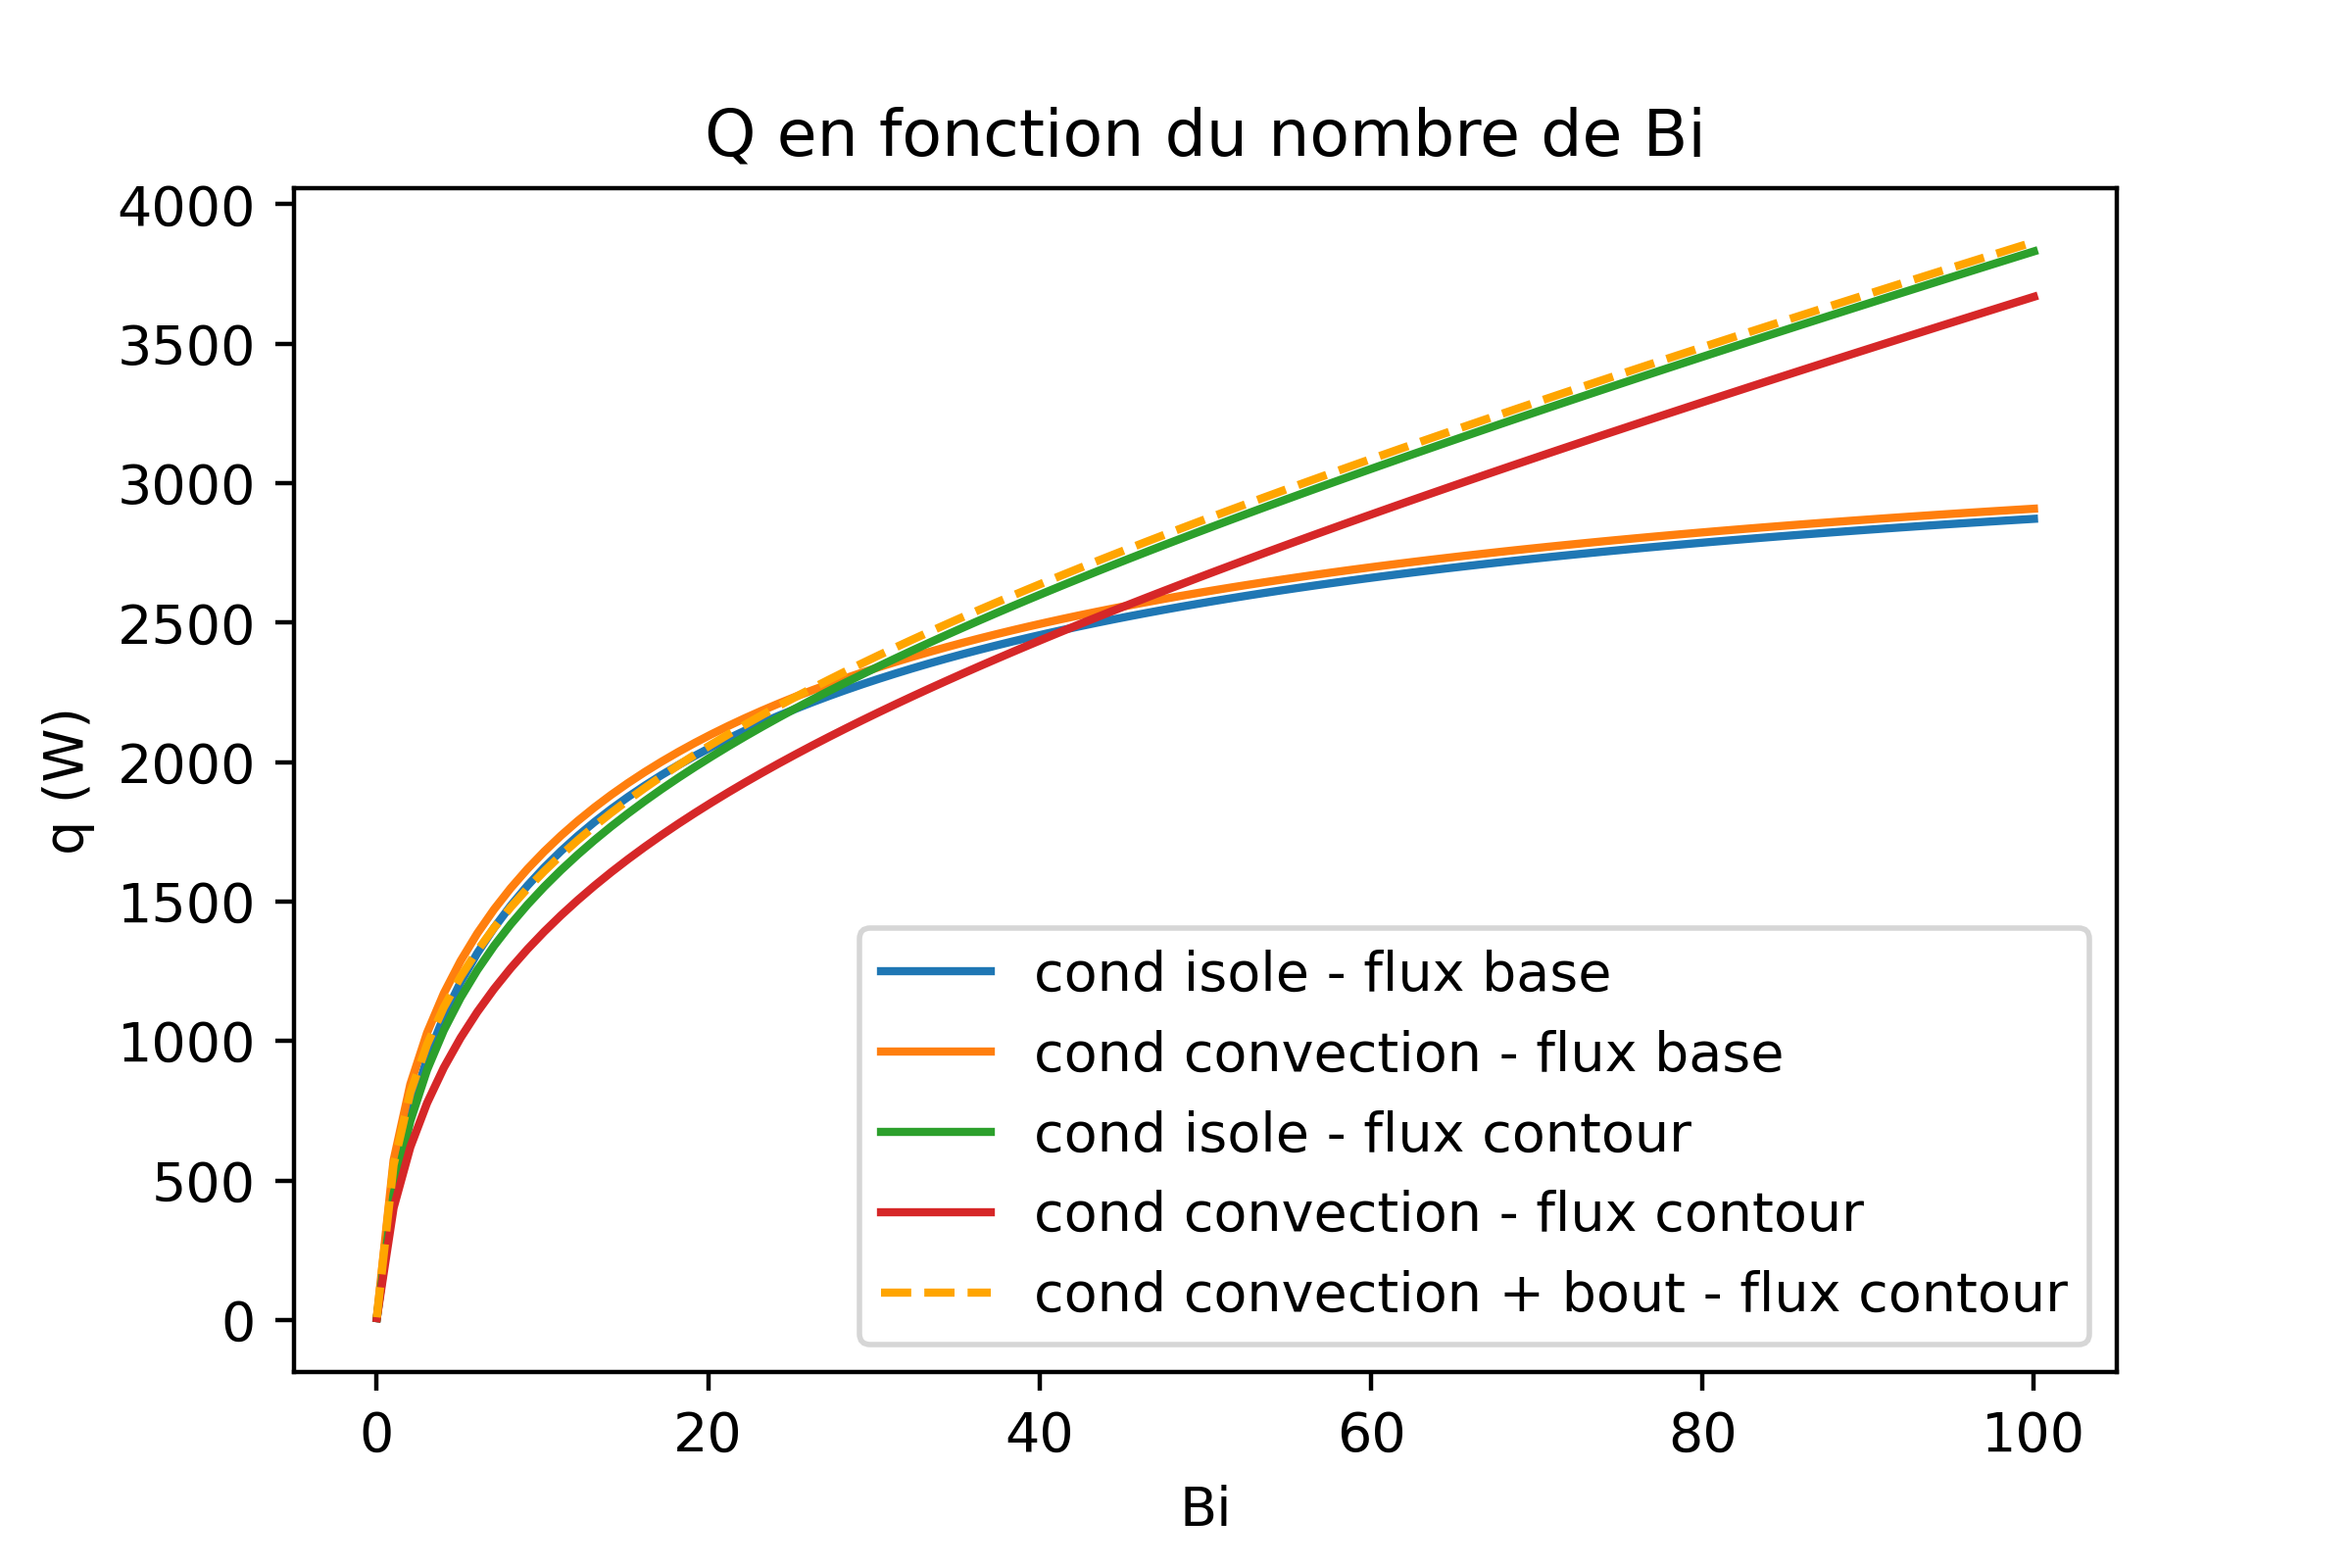 Q en fonction du nombre de Bi
4000
3500
3000
2500
2000
1500
1000
500
0
q (W)
cond isole - flux base
cond convection - flux base
cond isole - flux contour
cond convection - flux contour
cond convection + bout - flux contour
0 20 40 60 80 100
Bi